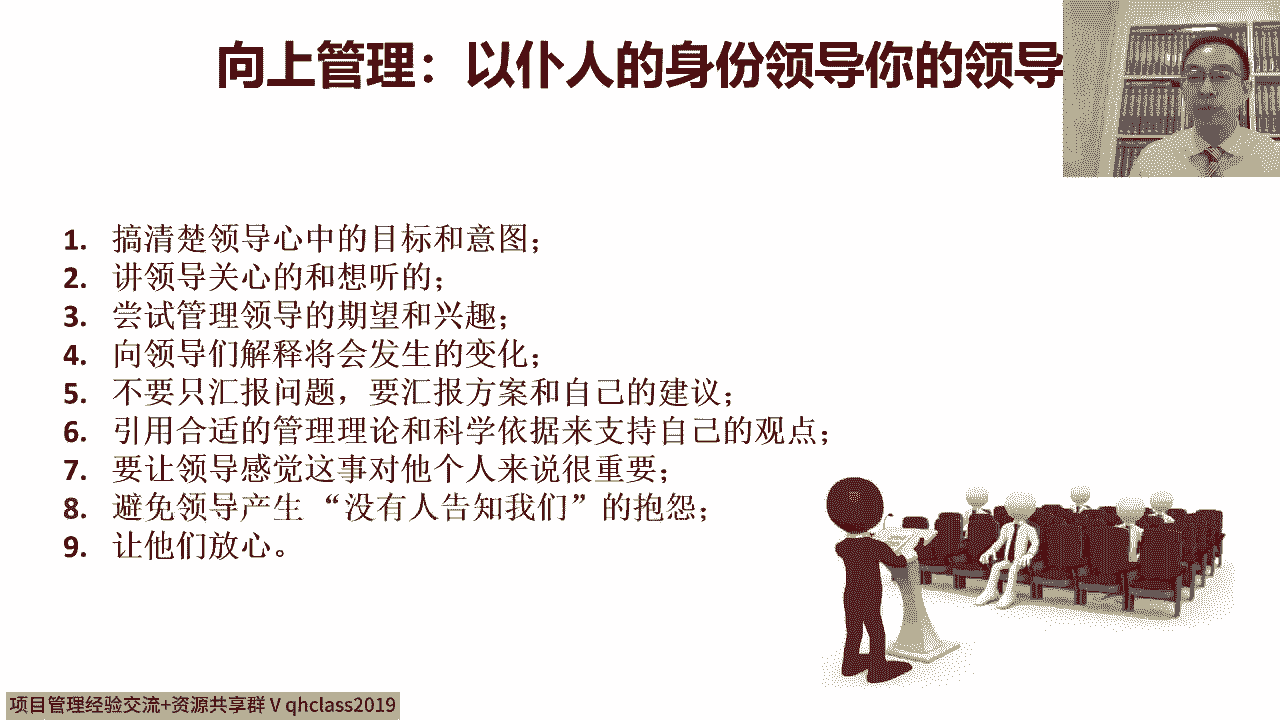 向上管理：以仆人的身份领导你的领导
1. 搞清楚领导心中的目标和意图；
2. 讲领导关心的和想听的；
3. 尝试管理领导的期望和兴趣；
4. 向领导们解释将会发生的变化；
5. 不要只汇报问题，要汇报方案和自己的建议；
6. 引用合适的管理理论和科学依据来支持自己的观点；
7. 要让领导感觉这事对他个人来说很重要；
8. 避免领导产生 “没有人告知我们”的抱怨；
9. 让他们放心。
项目管理经验交流+资源共享群 V qhclass2019